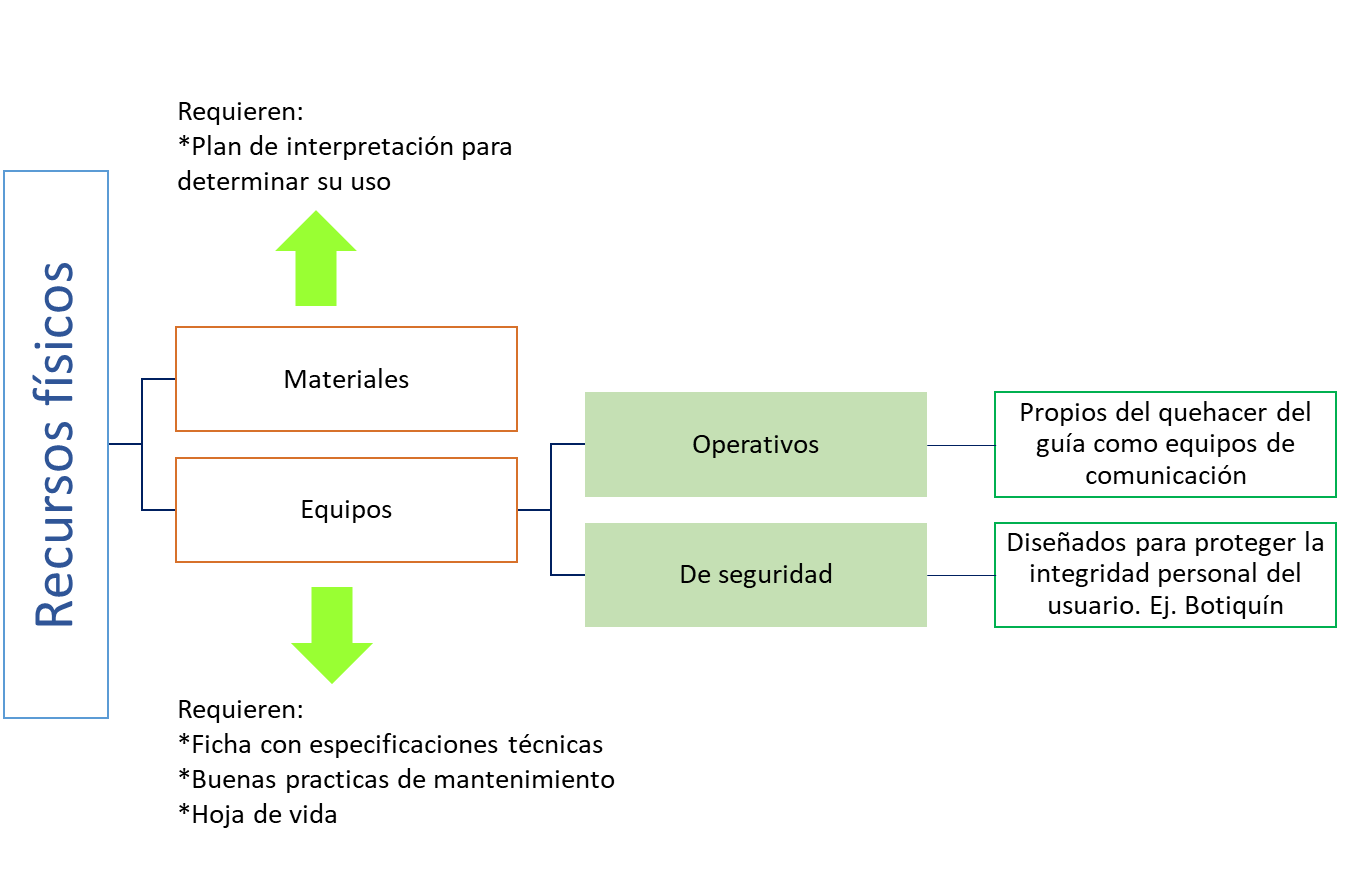 Requieren:
*Plan de interpretación para
determinar su uso
Recursos físicos
Materiales
Equipos
Operativos
Propios del quehacer del
guía como equipos de
comunicación
De seguridad
Diseñados para proteger la
integridad personal del
usuario. Ej. Botiquín
Requieren:
*Ficha con especificaciones técnicas
*Buenas practicas de mantenimiento
*Hoja de vida